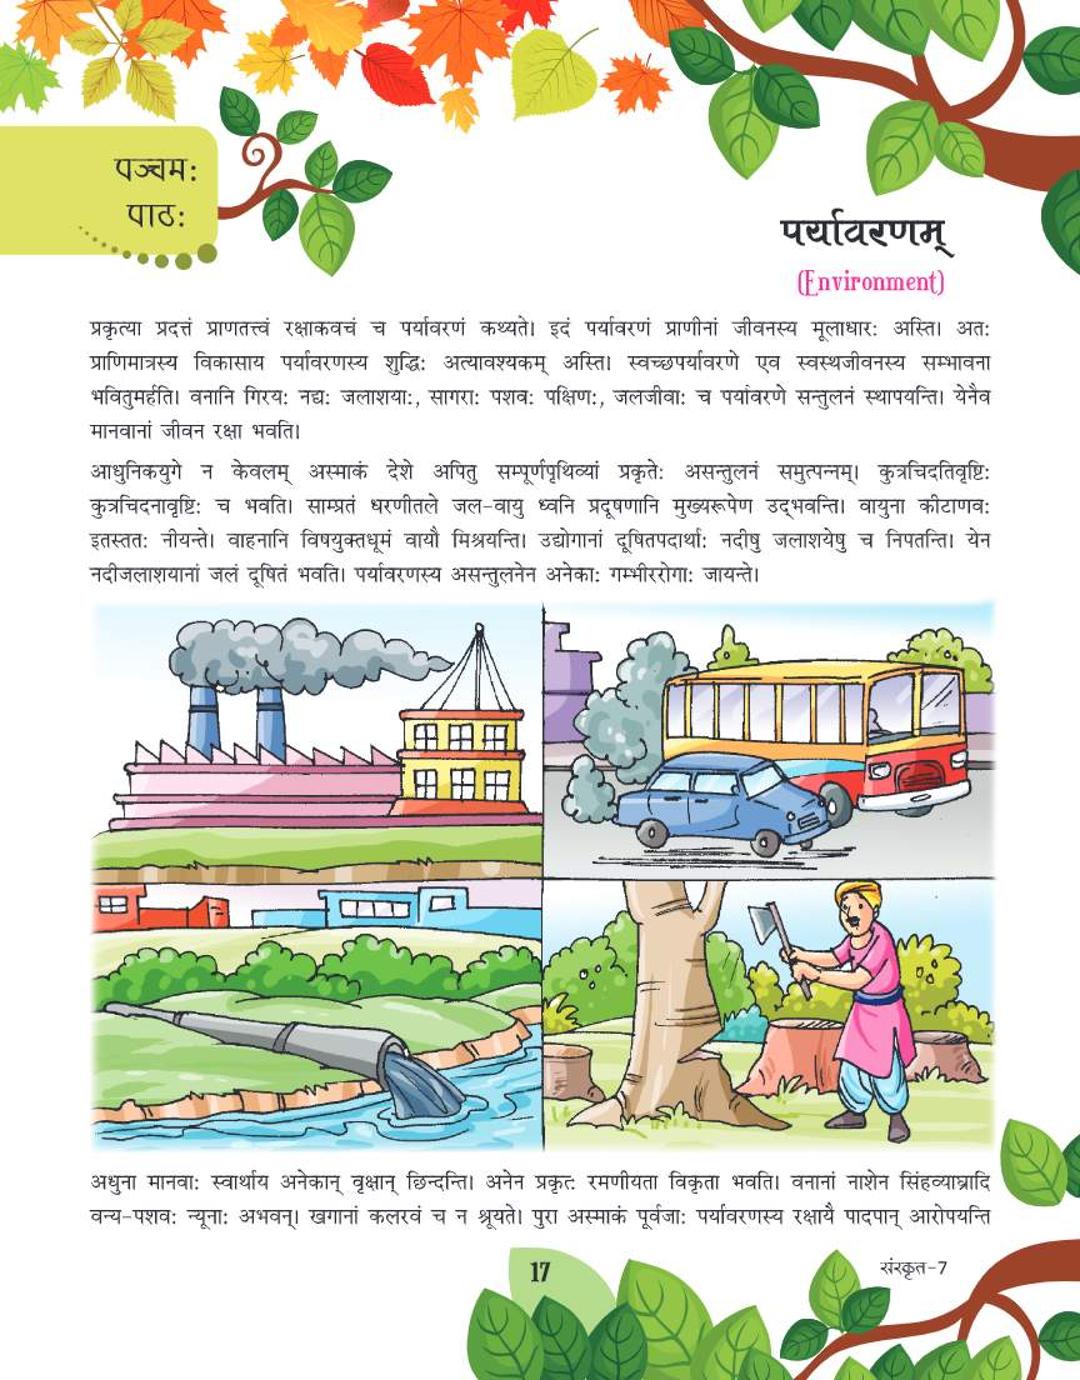 पञ्चमः
पाठः
पर्यावरणम्
(Environment)
प्रकृत्या प्रदत्तं प्राणतत्त्वं रक्षाकवचं च पर्यावरणं कथ्यते। इदं पर्यावरणं प्राणीनां जीवनस्य मूलाधारः अस्ति। अतः
प्राणिमात्रस्य विकासाय पर्यावरणस्य शुद्धिः अत्यावश्यकम् अस्ति। स्वच्छपर्यावरणे एव स्वस्थजीवनस्य सम्भावना
भवितुमर्हति। वनानि गिरयः नद्यः जलाशयाः, सागराः पशवः पक्षिणः, जलजीवाः च पर्यावरणे सन्तुलनं स्थापयन्ति। येनैव
मानवानां जीवन रक्षा भवति।
आधुनिकयुगे न केवलम् अस्माकं देशे अपितु सम्पूर्णपृथिव्यां प्रकृतेः असन्तुलनं समुत्पन्नम्। कुत्रचिदतिवृष्टिः
कुत्रचिदनावृष्टिः च भवति। साम्प्रतं धरणीतले जल-वायु ध्वनि प्रदूषणानि मुख्यरूपेण उद्भवन्ति। वायुना कीटाणवः
इतस्ततः नीयन्ते। वाहनानि विषयुक्तधूमं वायौ मिश्रयन्ति। उद्योगानां दूषितपदार्थाः नदीषु जलाशयेषु च निपतन्ति। येन
नदीजलाशयानां जलं दूषितं भवति। पर्यावरणस्य असन्तुलनेन अनेकाः गम्भीररोगाः जायन्ते।
अधुना मानवाः स्वार्थाय अनेकान् वृक्षान् छिन्दन्ति। अनेन प्रकृतः रमणीयता विकृता भवति। वनानां नाशेन सिंहव्याघ्रादि
वन्य-पशवः न्यूनाः अभवन्। खगानां कलरवं च न श्रूयते। पुरा अस्माकं पूर्वजाः पर्यावरणस्य रक्षायै पादपान् आरोपयन्ति
17
संस्कृत-7